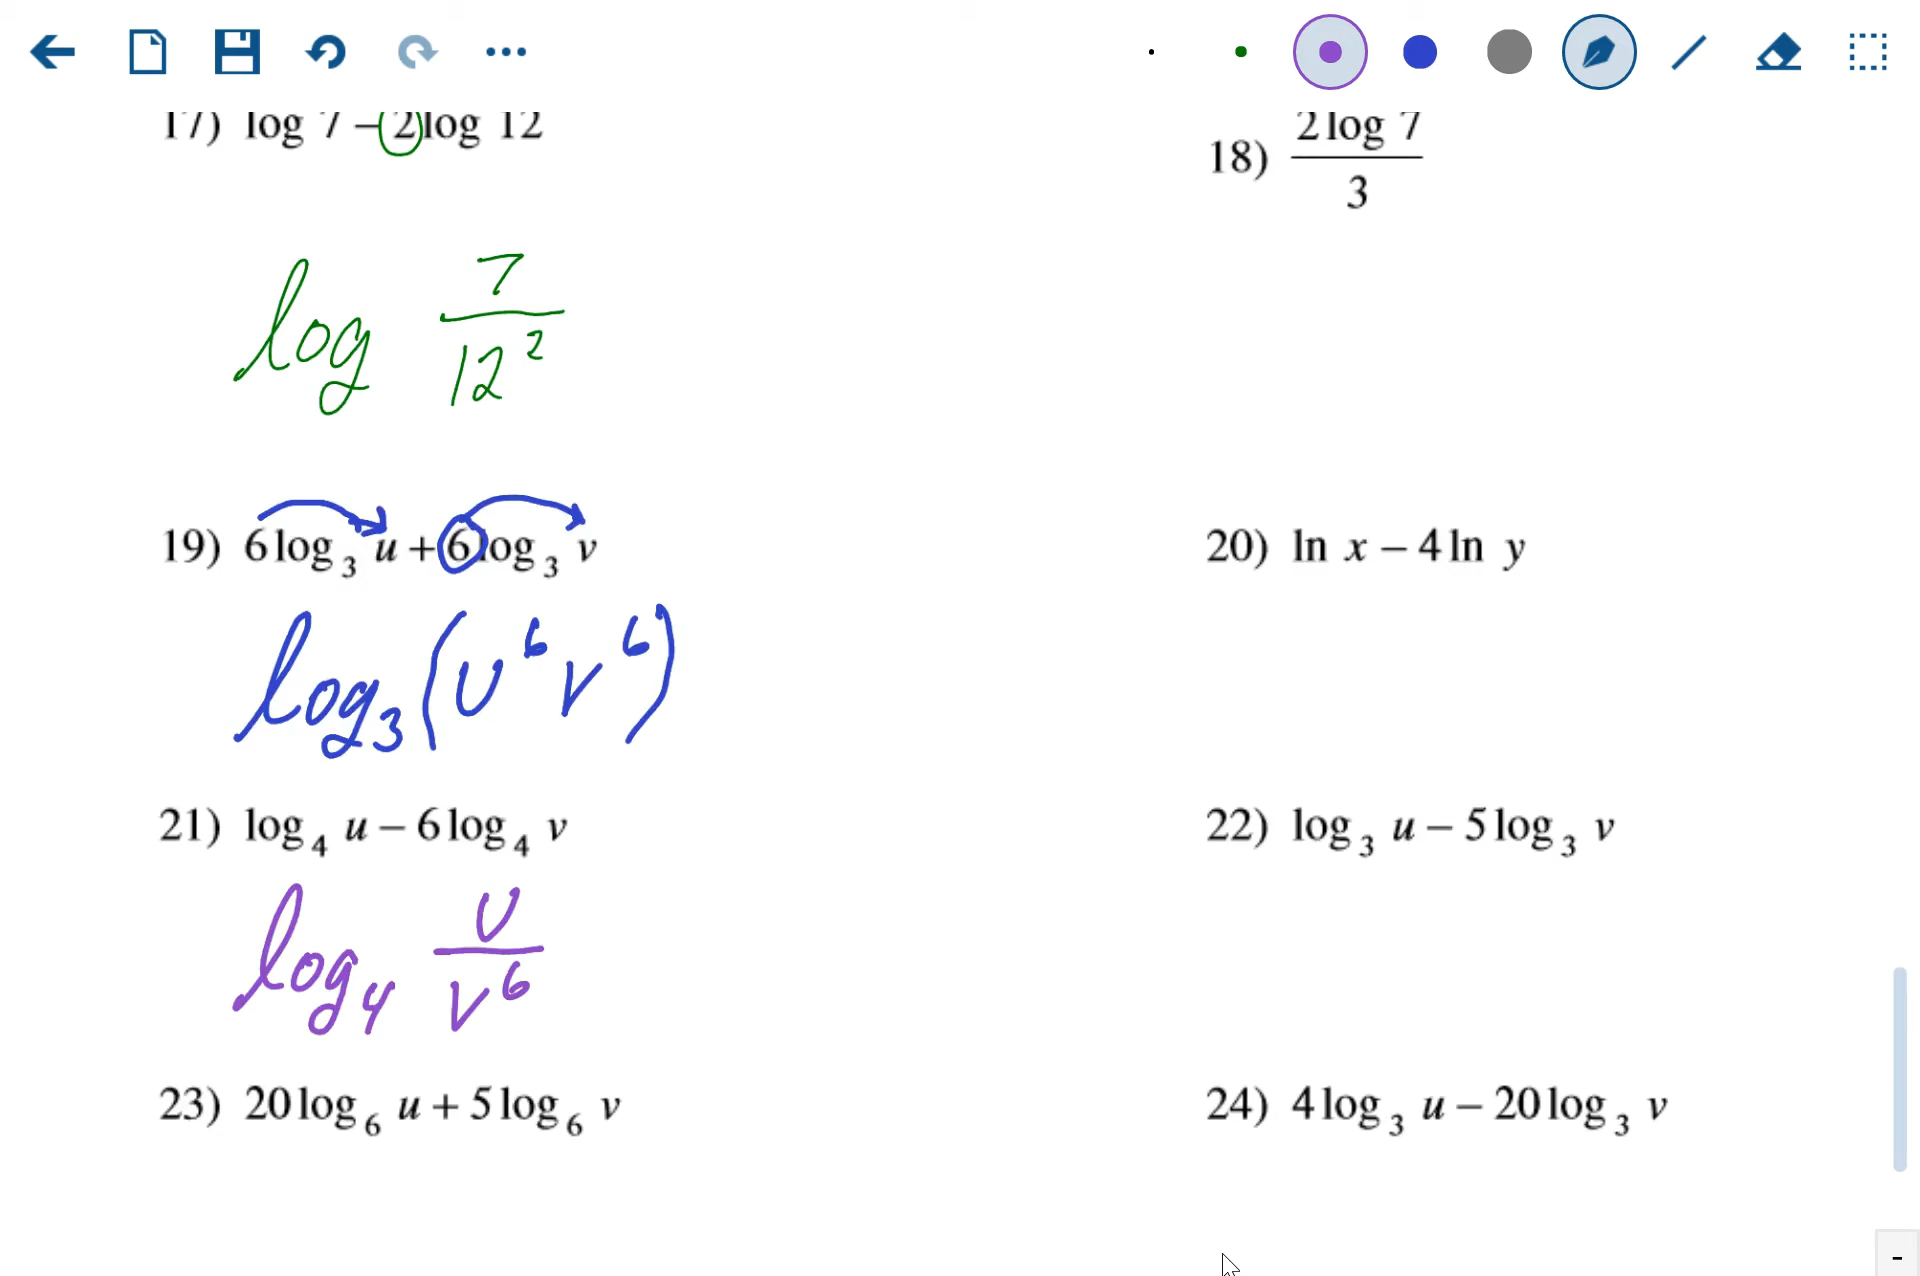 17) log 7 – 2 log 12
18) 2 log 7
3
log 7
12²
19) 6 log₃ u + 6 log₃ v
20) ln x – 4 ln y
log₃(u⁶v⁶)
21) log₄ u – 6 log₄ v
22) log₃ u – 5 log₃ v
log₄ u
v⁶
23) 20 log₆ u + 5 log₆ v
24) 4 log₃ u – 20 log₃ v